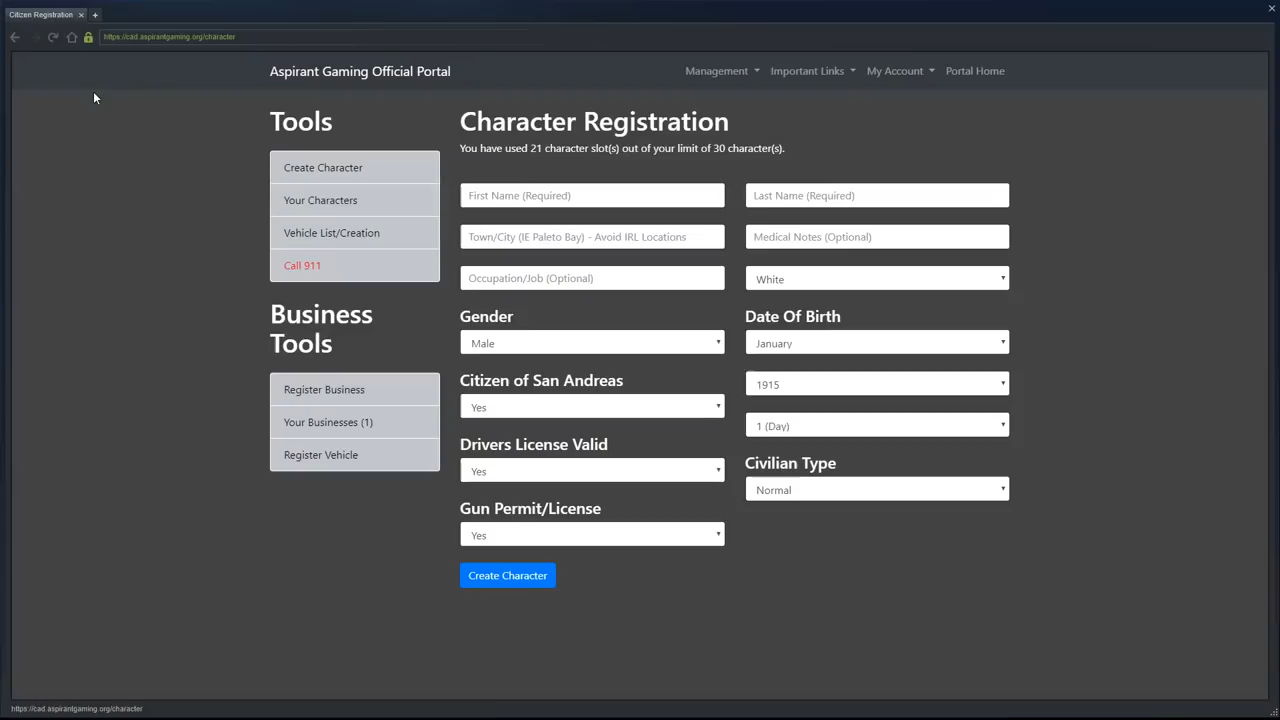 Citizen Registration
https://cad.aspirantgaming.org/character
Aspirant Gaming Official Portal
Management
Important Links
My Account
Portal Home
Tools
Create Character
Your Characters
Vehicle List/Creation
Call 911
Business
Tools
Register Business
Your Businesses (1)
Register Vehicle
Character Registration
You have used 21 character slot(s) out of your limit of 30 character(s).
First Name (Required)
Last Name (Required)
Town/City (IE Paleto Bay) - Avoid IRL Locations
Medical Notes (Optional)
Occupation/Job (Optional)
White
Gender
Male
Citizen of San Andreas
Yes
Drivers License Valid
Yes
Gun Permit/License
Yes
Date Of Birth
January
1915
1 (Day)
Civilian Type
Normal
Create Character
https://cad.aspirantgaming.org/character